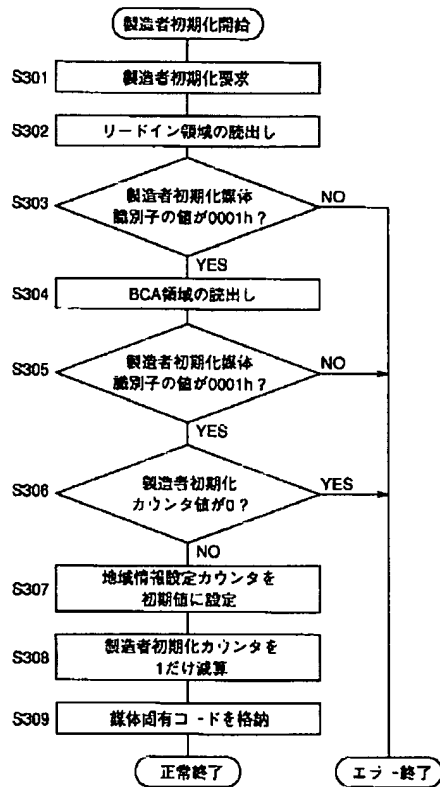 製造者初期化開始
S301
製造者初期化要求
S302
リードイン領域の読出し
S303
製造者初期化媒体
識別子の値が0001h?
NO
YES
S304
BCA領域の読出し
S305
製造者初期化媒体
識別子の値が0001h?
NO
YES
S306
製造者初期化
カウンタ値が0?
YES
NO
S307
地域情報設定カウンタを
初期値に設定
S308
製造者初期化カウンタを
1だけ減算
S309
媒体固有コードを格納
正常終了
エラー終了